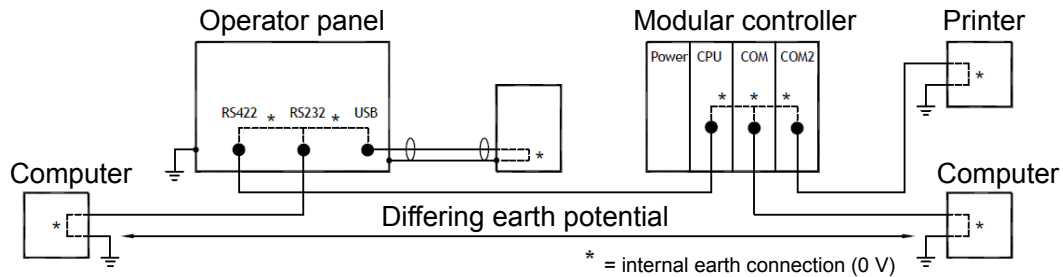 Operator panel
Modular controller
Printer
Power CPU COM COM2
* * *
*
RS422 * RS232 * USB
*
Computer
Computer
*
Differing earth potential
*
* = internal earth connection (0 V)